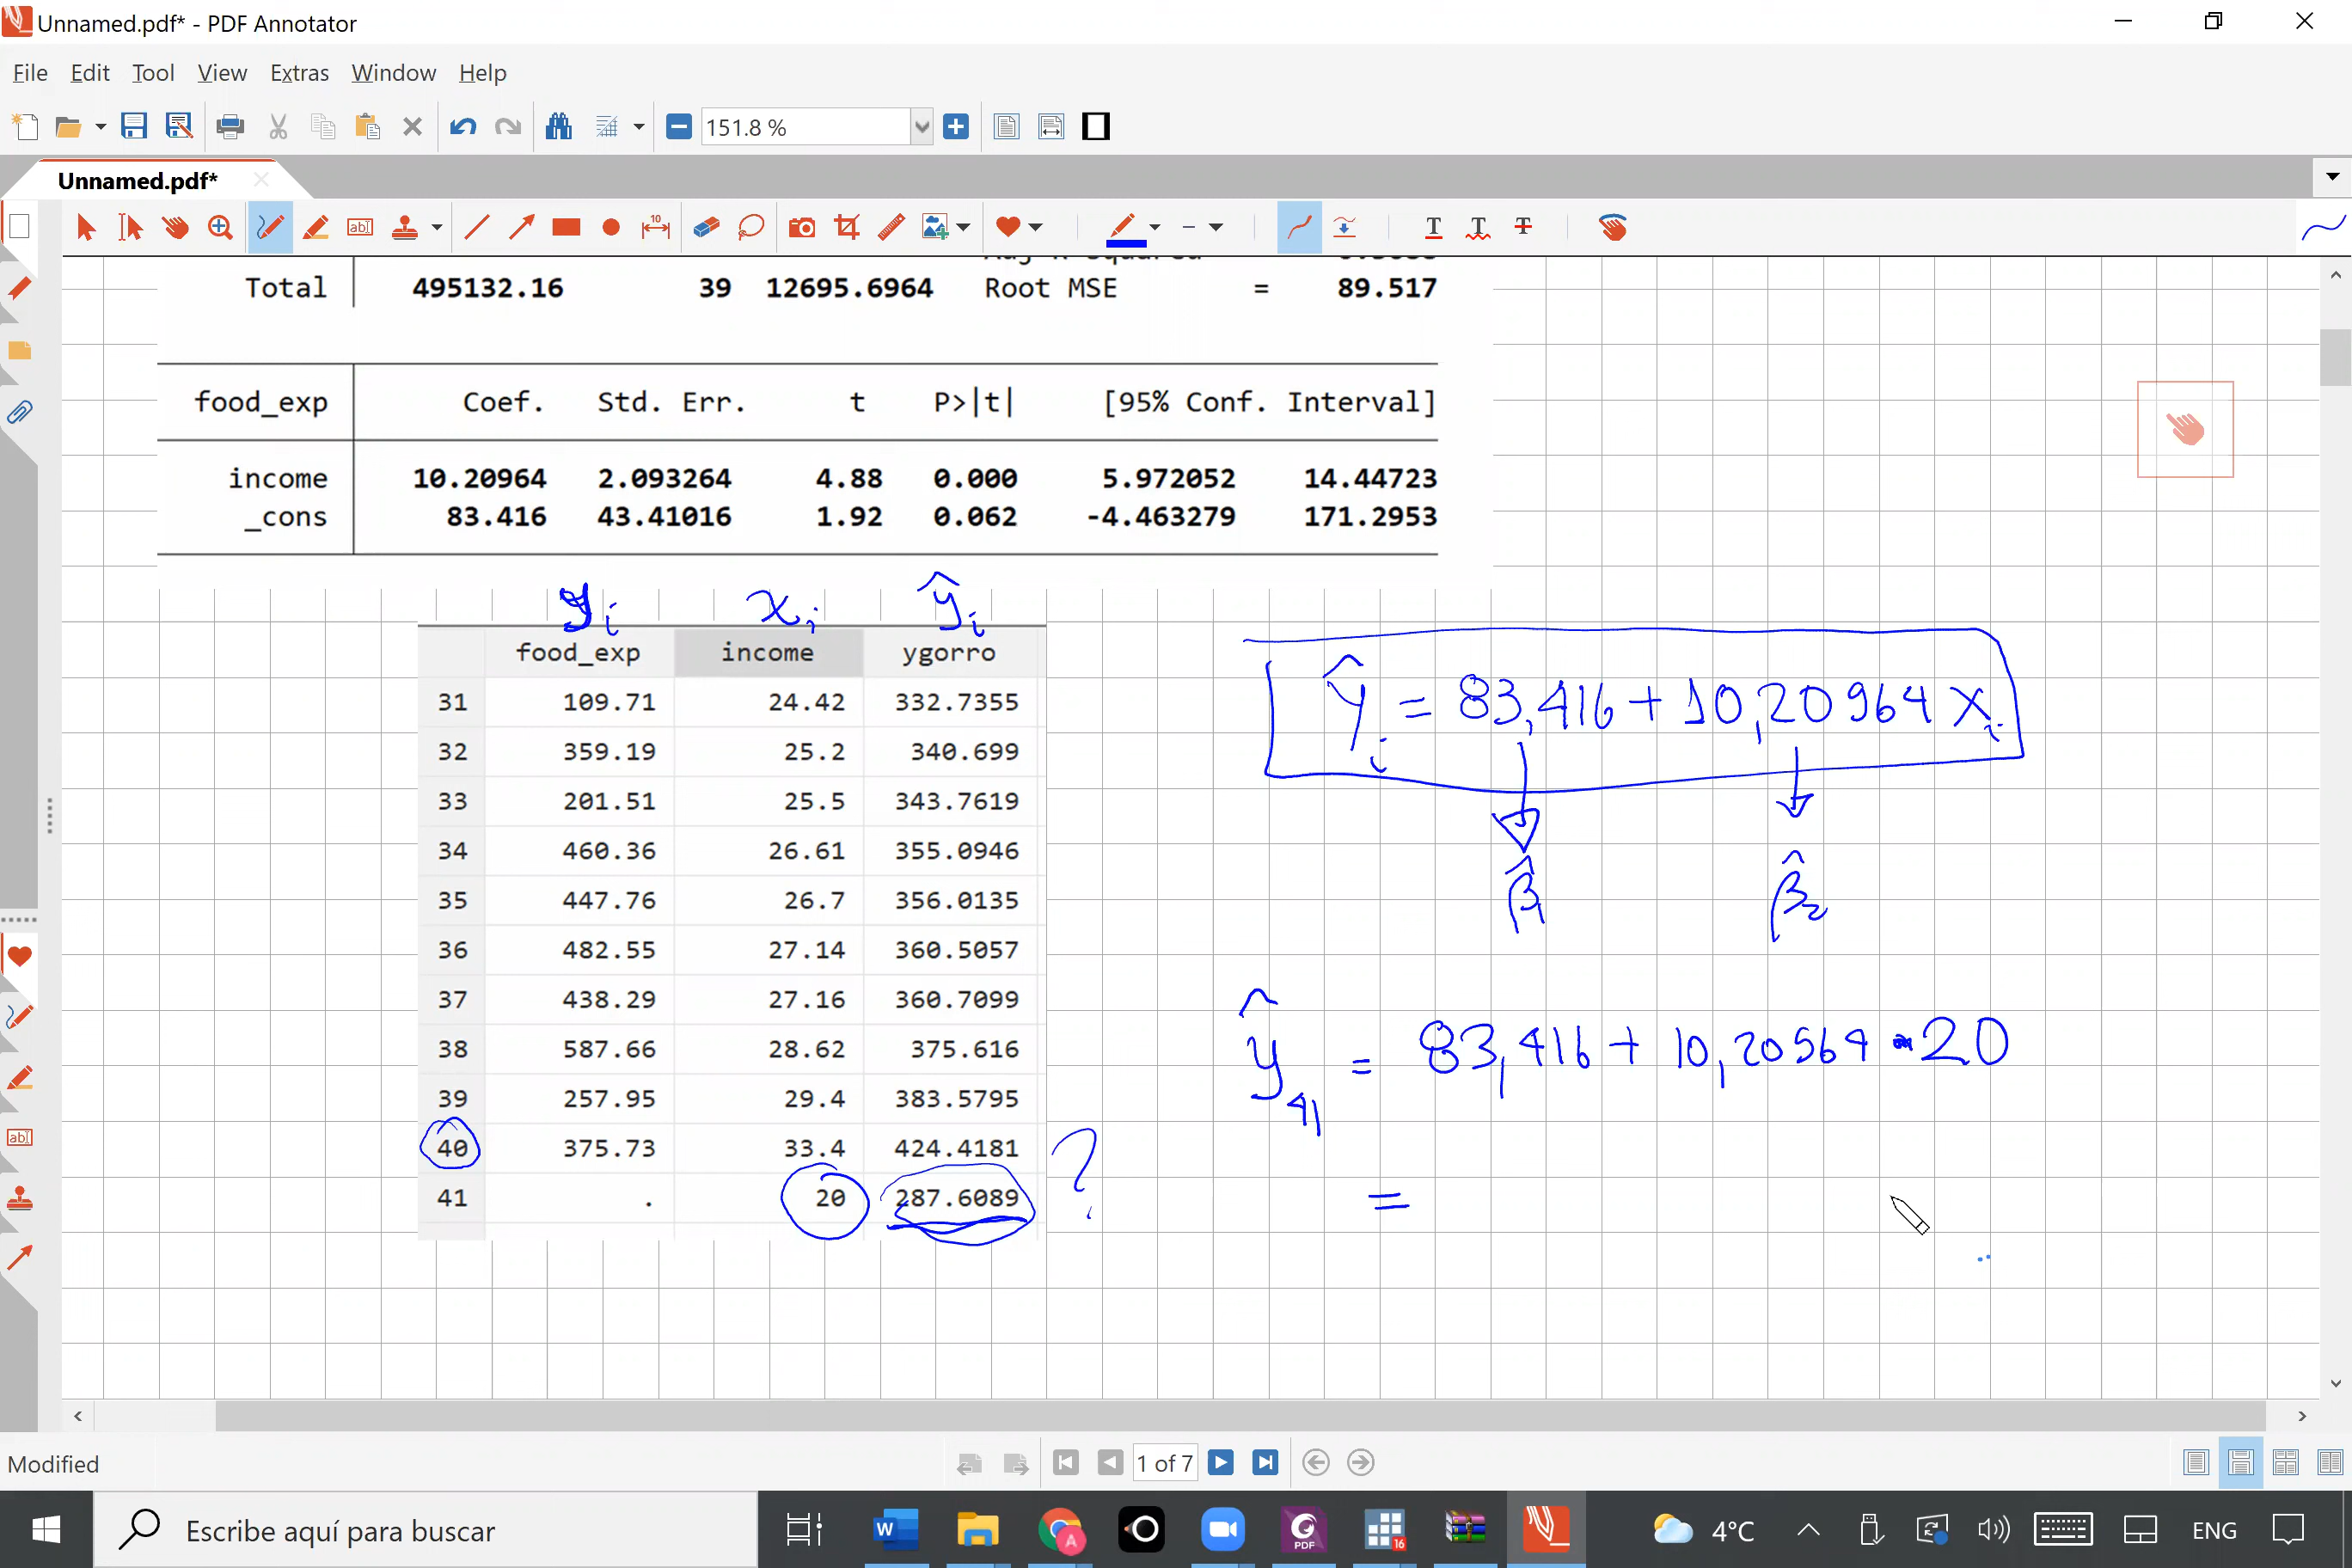 Unnamed.pdf* - PDF Annotator
File Edit Tool View Extras Window Help
151.8 %
Unnamed.pdf*
Total 495132.16 39 12695.6964 Root MSE = 89.517
food_exp Coef. Std. Err. t P>|t| [95% Conf. Interval]
income 10.20964 2.093264 4.88 0.000 5.972052 14.44723
_cons 83.416 43.41016 1.92 0.062 -4.463279 171.2953
yi xi ŷi
food_exp income ygorro
31 109.71 24.42 332.7355
32 359.19 25.2 340.699
33 201.51 25.5 343.7619
34 460.36 26.61 355.0946
35 447.76 26.7 356.0135
36 482.55 27.14 360.5057
37 438.29 27.16 360.7099
38 587.66 28.62 375.616
39 257.95 29.4 383.5795
40 375.73 33.4 424.4181
41 . 20 287.6089 ?
Ŷi = 83,416 + 10,20964 Xi
β̂1 β̂2
ŷ41 = 83,416 + 10,20564 · 20
=
Modified
1 of 7
Escribe aquí para buscar
16
4°C
ENG